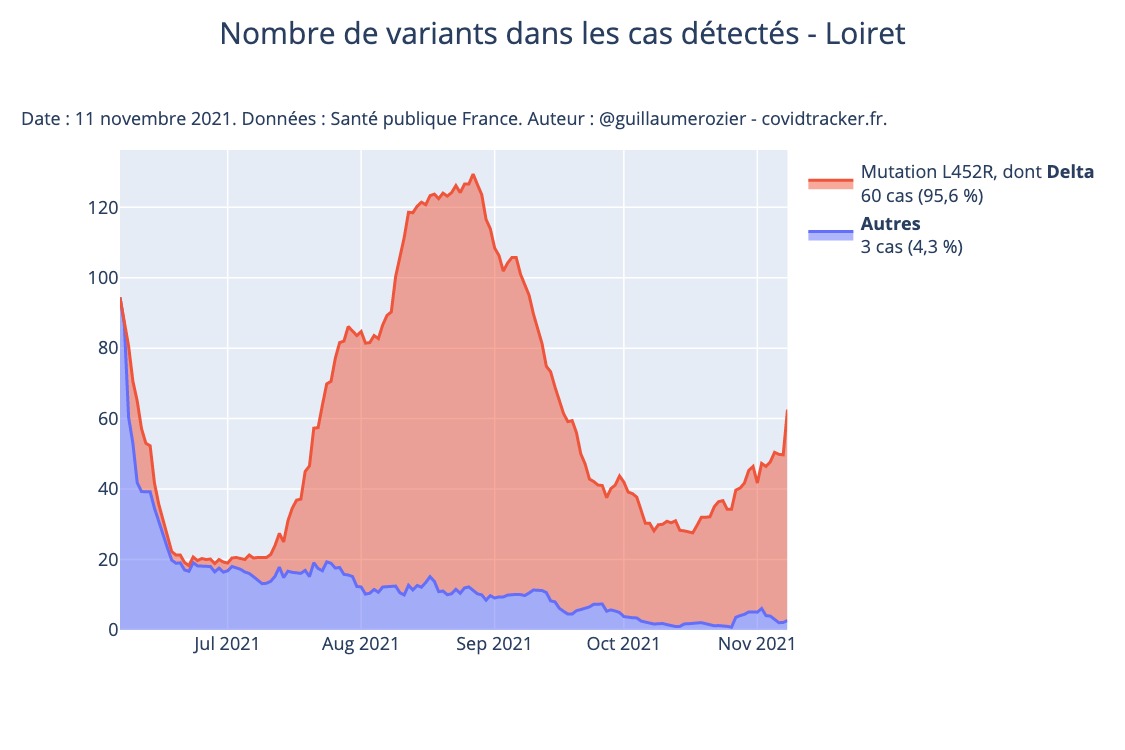 Nombre de variants dans les cas détectés - Loiret
Date : 11 novembre 2021. Données : Santé publique France. Auteur : @guillaumerozier - covidtracker.fr.
Mutation L452R, dont Delta
60 cas (95,6 %)
Autres
3 cas (4,3 %)
120
100
80
60
40
20
0
Jul 2021
Aug 2021
Sep 2021
Oct 2021
Nov 2021